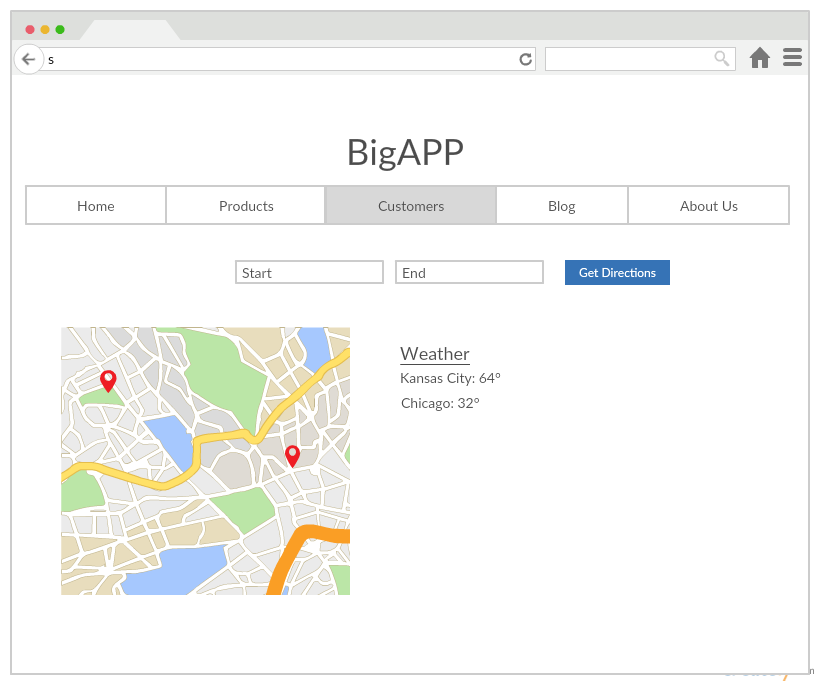 s
BigAPP
Home Products Customers Blog About Us
Start End Get Directions
Weather
Kansas City: 64°
Chicago: 32°